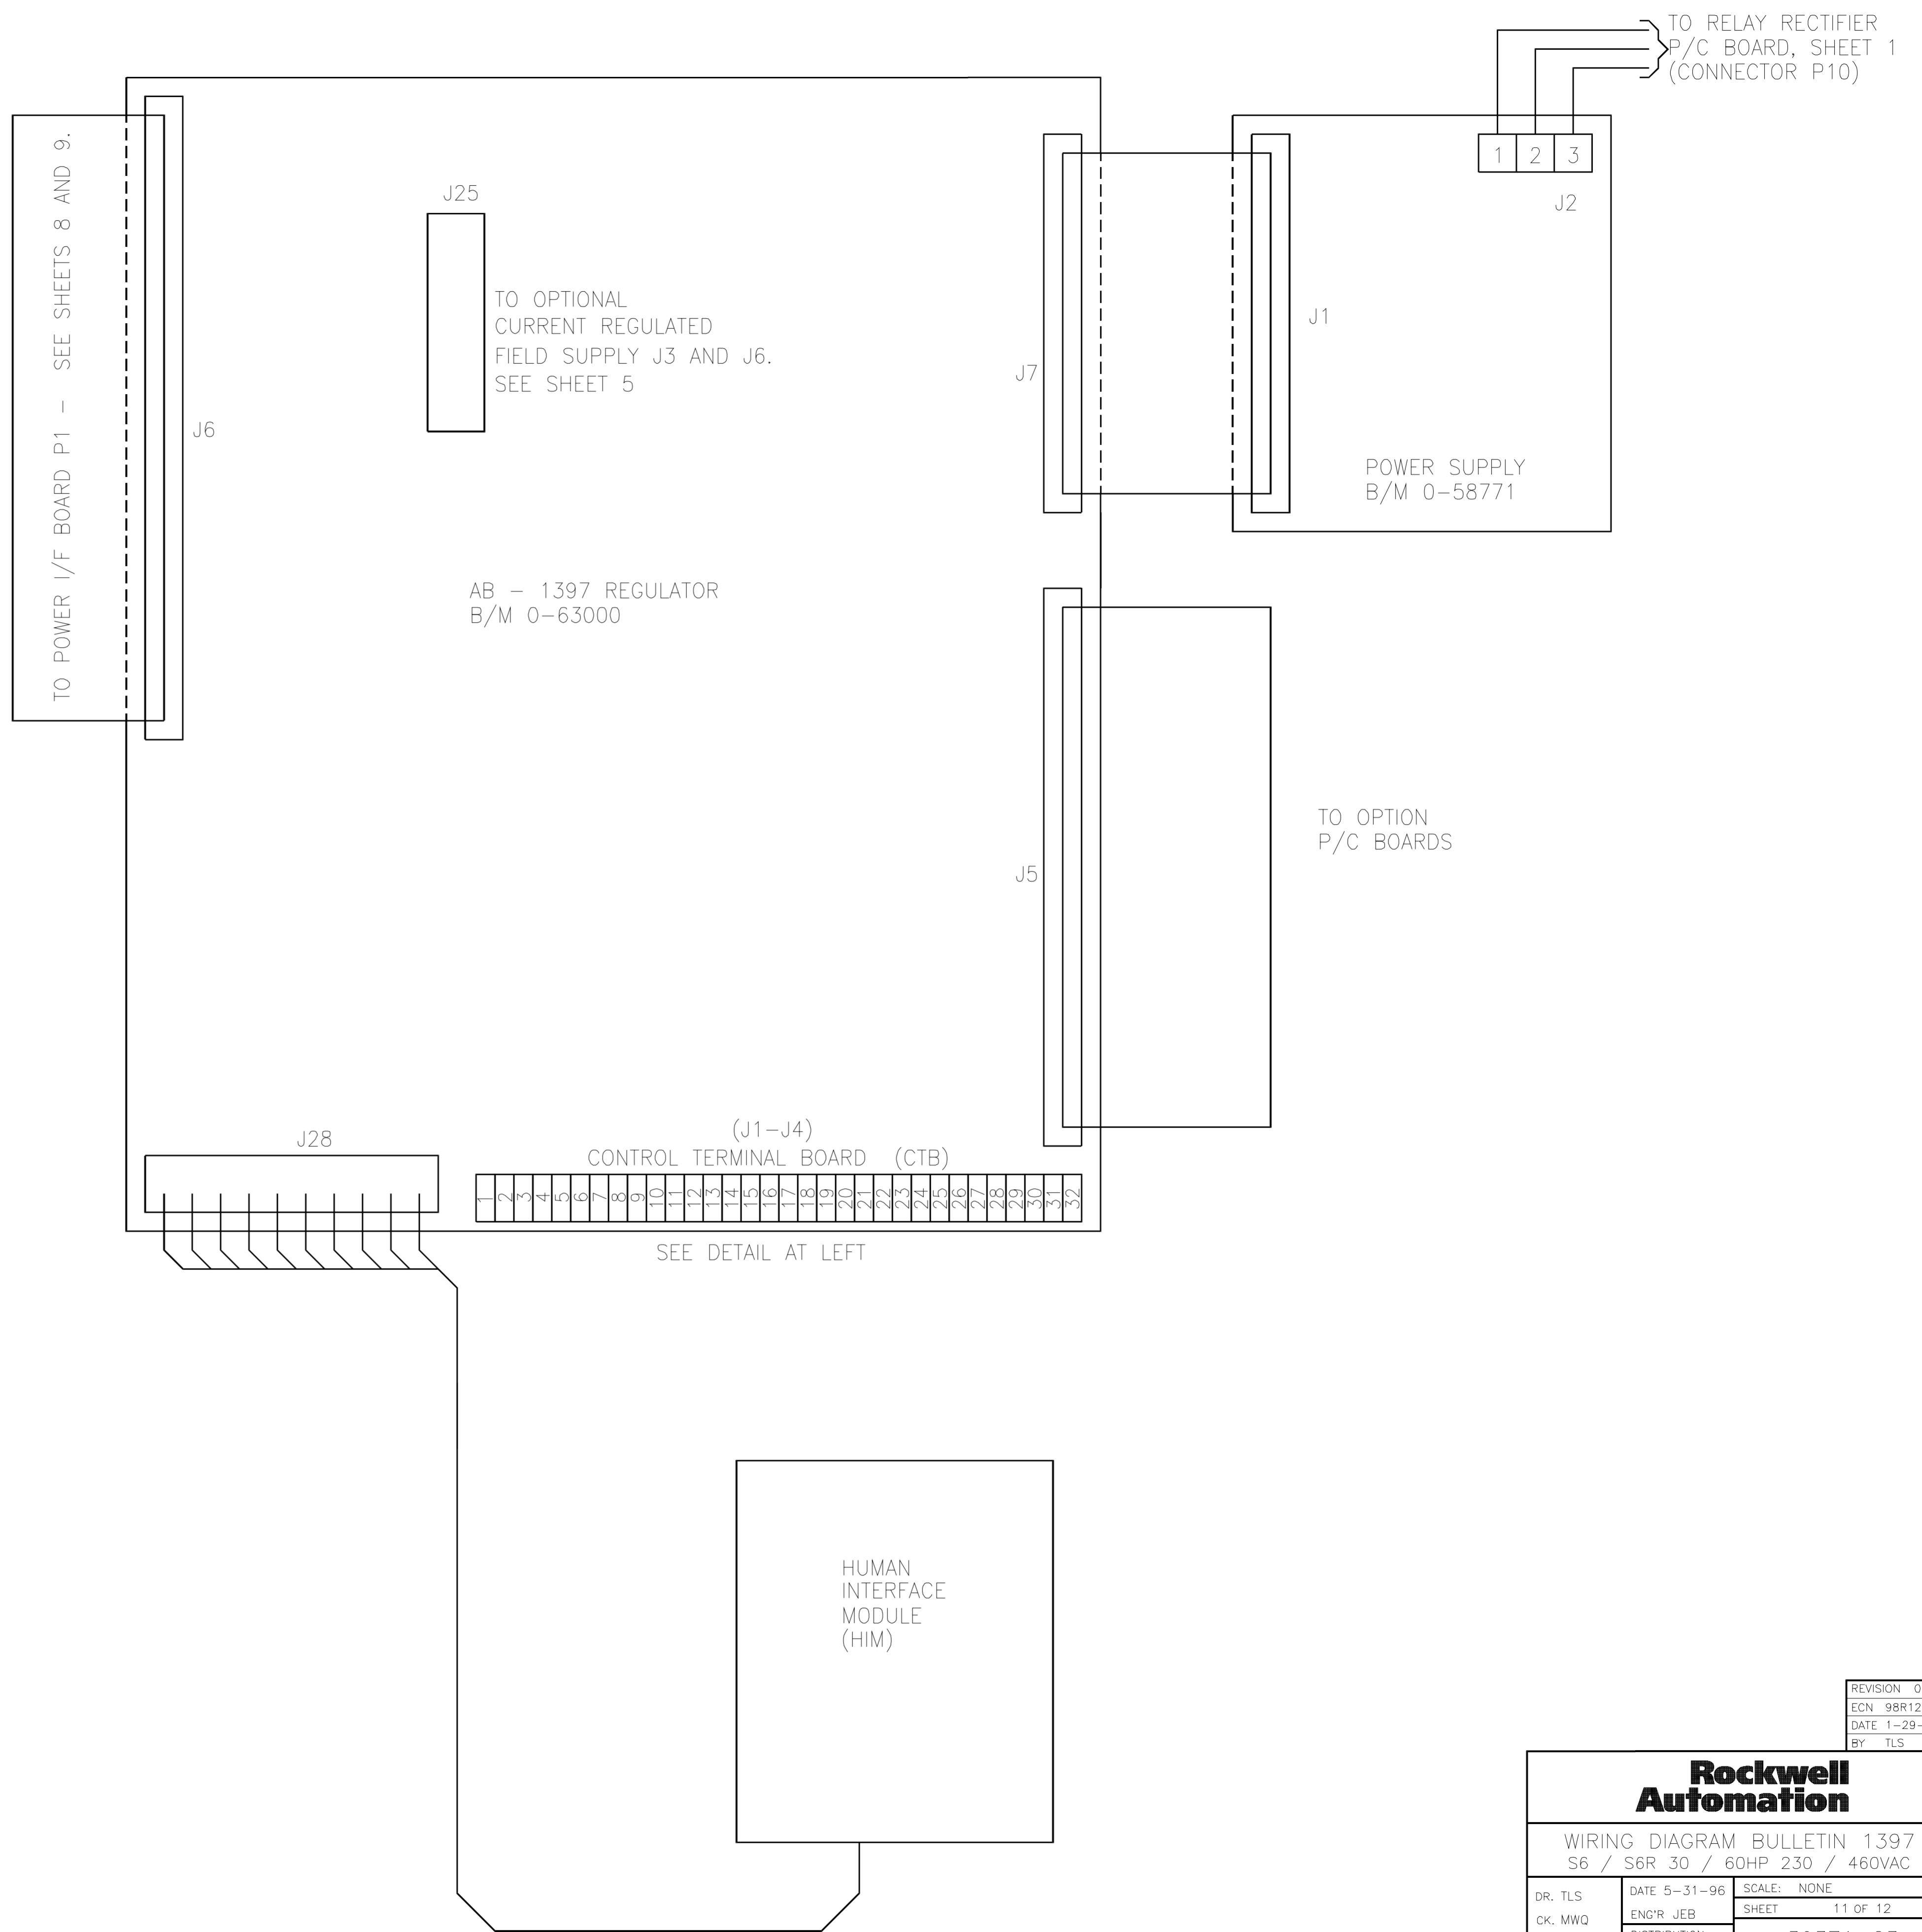 TO RELAY RECTIFIER
P/C BOARD, SHEET 1
(CONNECTOR P10)
1 2 3
J2
TO POWER I/F BOARD P1 - SEE SHEETS 8 AND 9.
J25
TO OPTIONAL
CURRENT REGULATED
FIELD SUPPLY J3 AND J6.
SEE SHEET 5
J1
J7
J6
POWER SUPPLY
B/M 0-58771
AB - 1397 REGULATOR
B/M 0-63000
TO OPTION
P/C BOARDS
J5
J28
(J1-J4)
CONTROL TERMINAL BOARD (CTB)
1 2 3 4 5 6 7 8 9 10 11 12 13 14 15 16 17 18 19 20 21 22 23 24 25 26 27 28 29 30 31 32
SEE DETAIL AT LEFT
HUMAN
INTERFACE
MODULE
(HIM)
REVISION 0
ECN 98R12
DATE 1-29-
BY TLS
Rockwell
Automation
WIRING DIAGRAM BULLETIN 1397
S6 / S6R 30 / 60HP 230 / 460VAC
DR. TLS
CK. MWQ
DATE 5-31-96
ENG'R JEB
SCALE: NONE
SHEET 11 OF 12